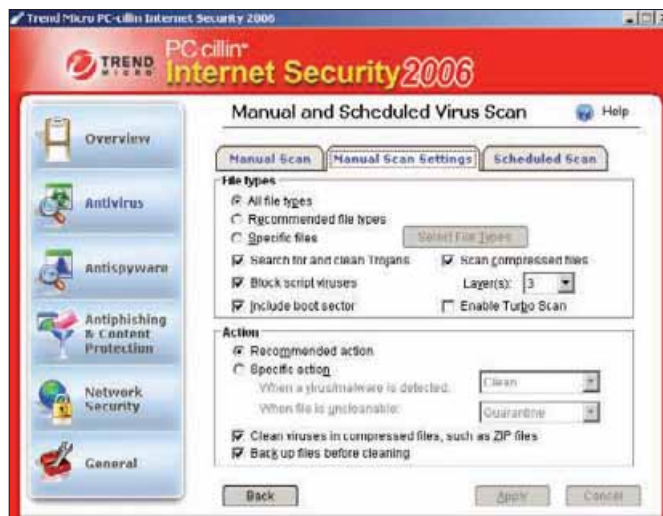 Trend Micro PC-cillin Internet Security 2006
TREND MICRO
PC-cillin
Internet Security 2006
Manual and Scheduled Virus Scan
Help
Overview
Antivirus
Antispyware
Antiphishing & Content Protection
Network Security
General
Manual Scan
Manual Scan Settings
Scheduled Scan
File types
All file types
Recommended file types
Specific files
Select File Types
Search for and clean Trojans
Scan compressed files
Block script viruses
Layer(s): 3
Include boot sector
Enable Turbo Scan
Action
Recommended action
Specific action
When a virus/malware is detected:
Clean
When file is uncleanable:
Quarantine
Clean viruses in compressed files, such as ZIP files
Back up files before cleaning
Back
Apply
Cancel